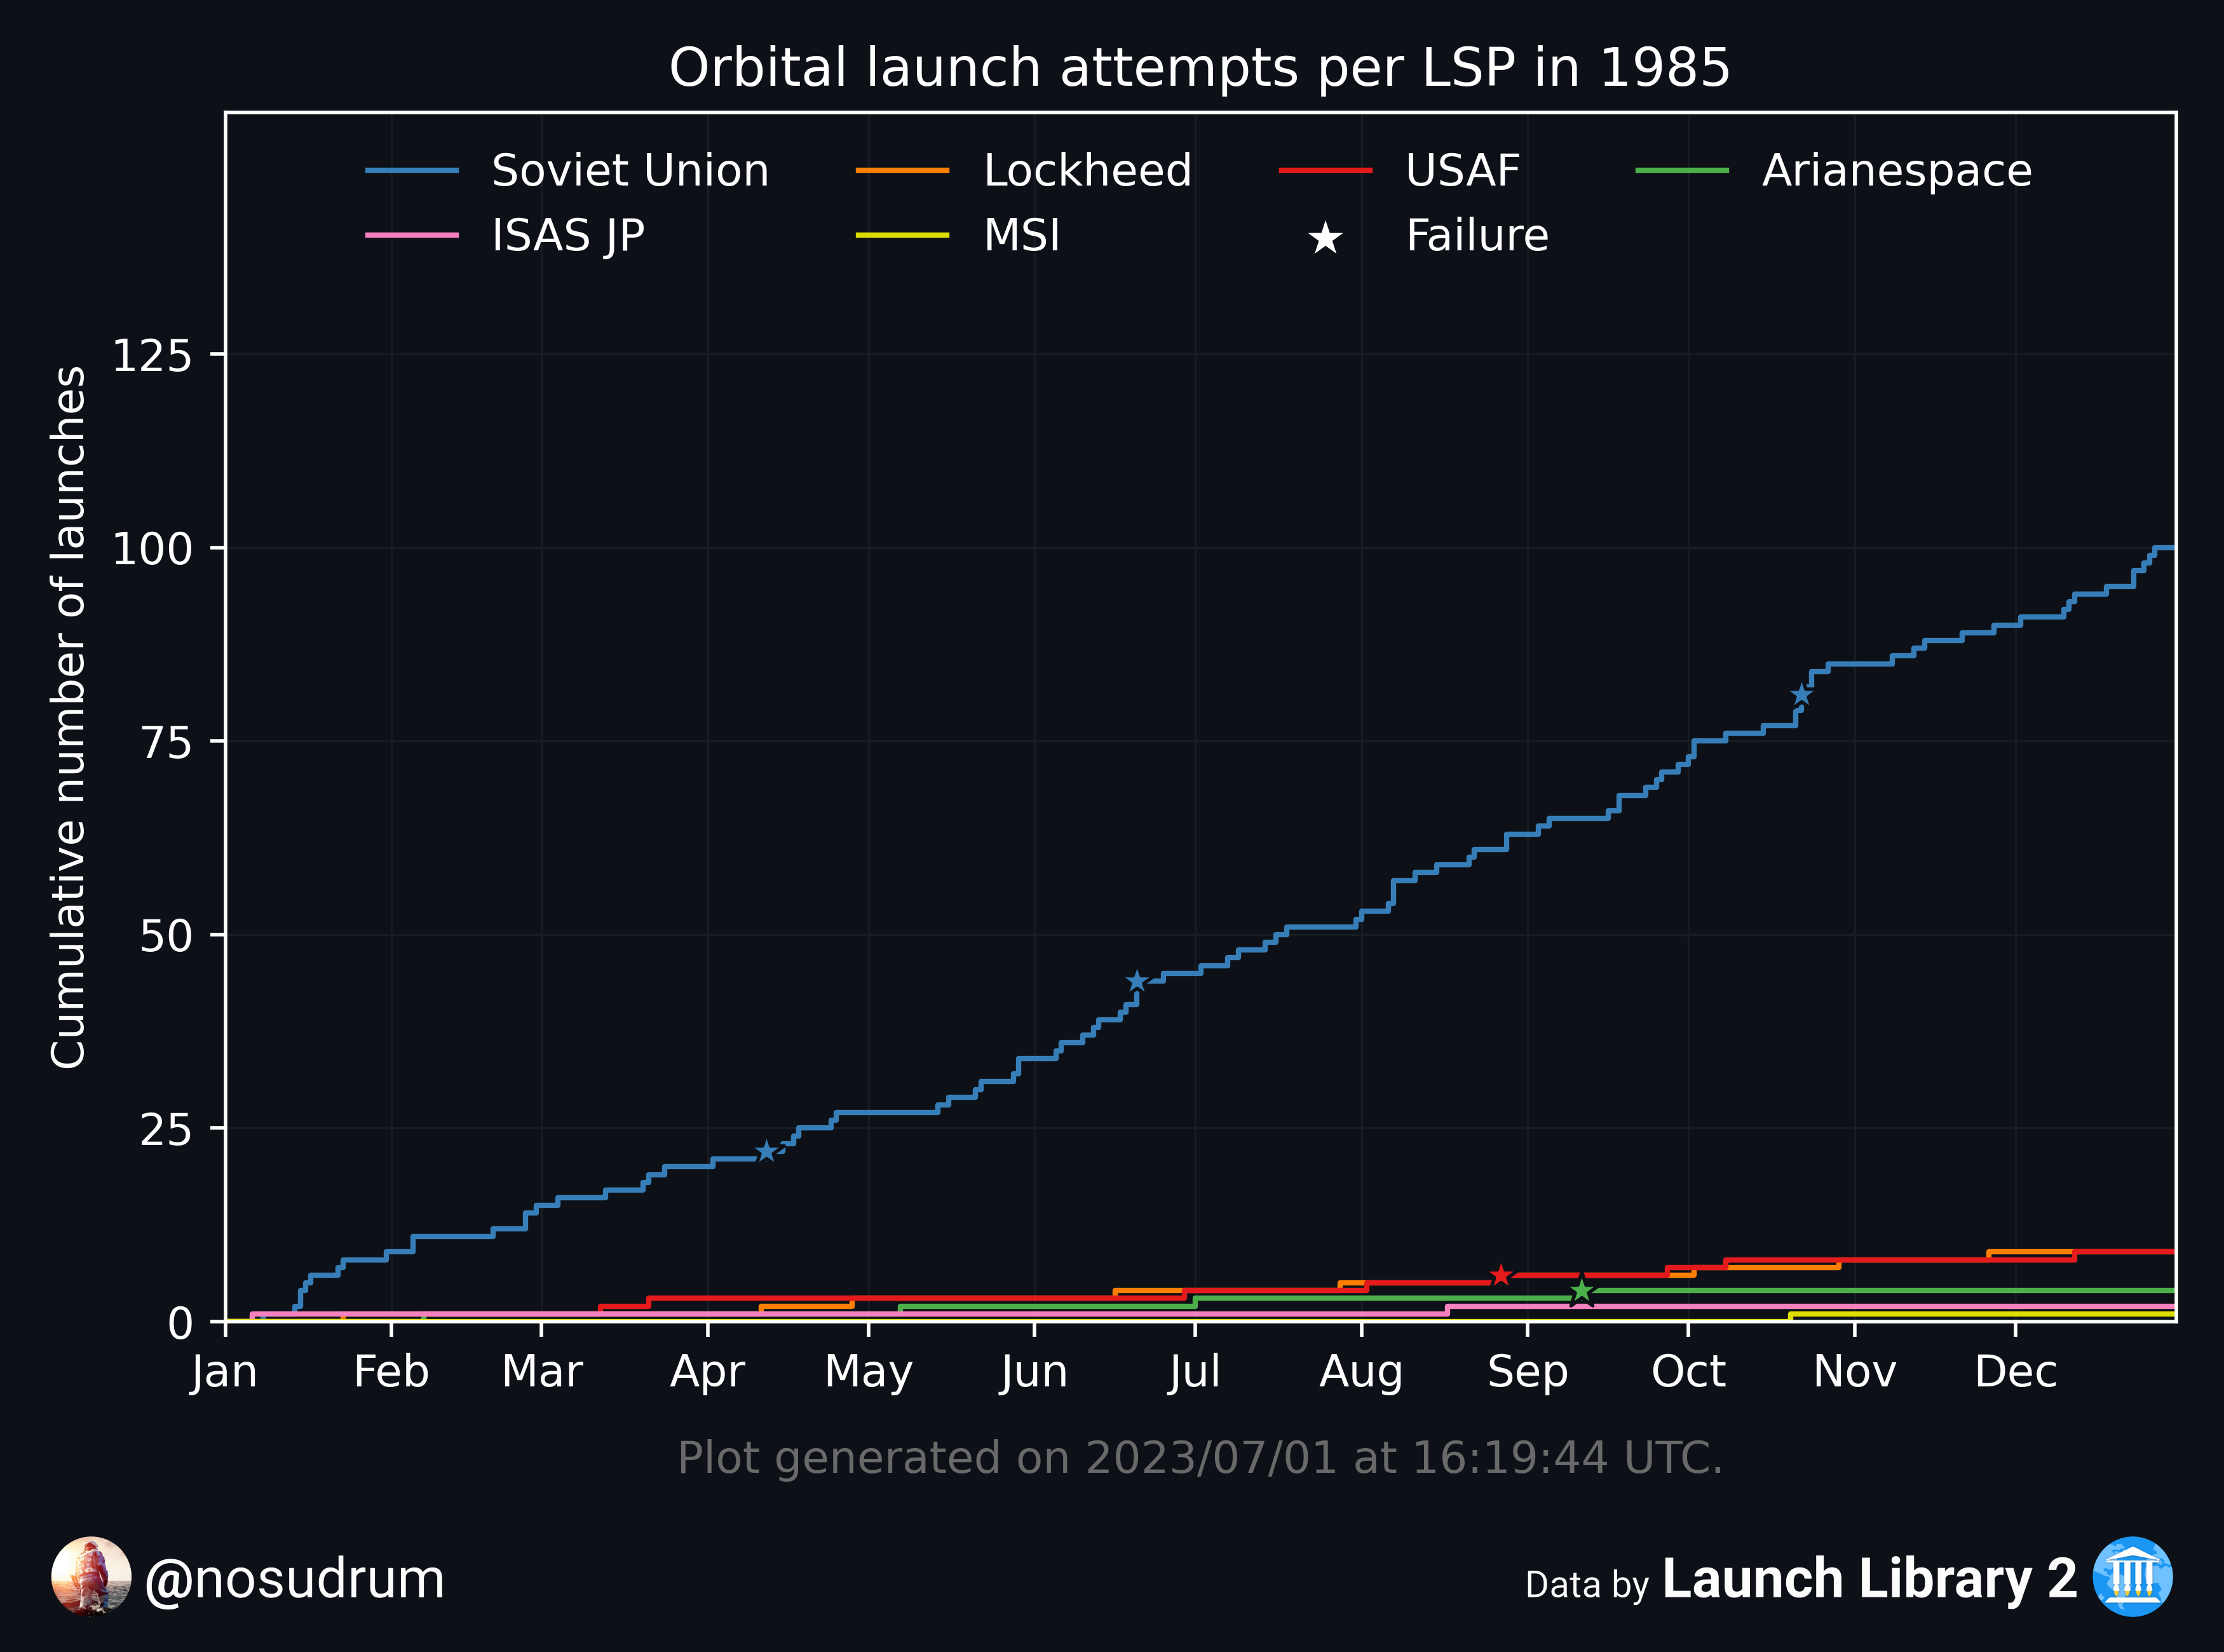 Orbital launch attempts per LSP in 1985
Soviet Union Lockheed USAF Arianespace
ISAS JP MSI Failure
Cumulative number of launches
125
100
75
50
25
0
Jan Feb Mar Apr May Jun Jul Aug Sep Oct Nov Dec
Plot generated on 2023/07/01 at 16:19:44 UTC.
@nosudrum
Data by Launch Library 2